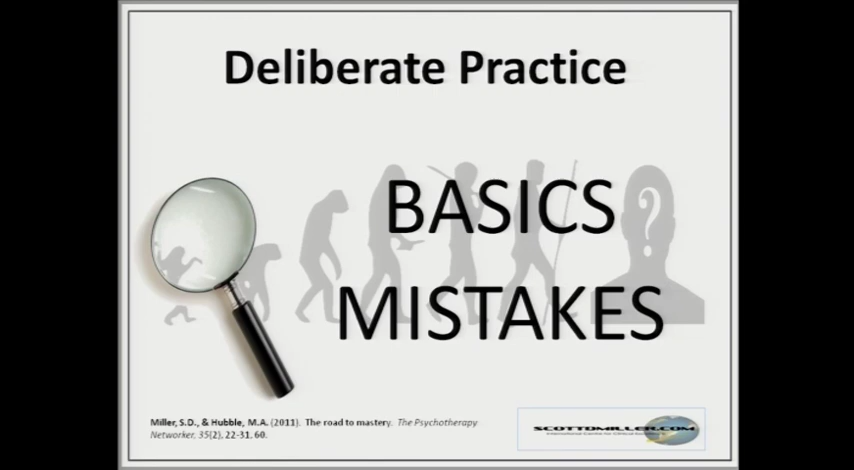 Deliberate Practice
BASICS
?
MISTAKES
Miller, S.D., & Hubble, M.A. (2011). The road to mastery. The Psychotherapy
Networker, 35(2), 22-31, 60.
SCOTTDMILLER.COM